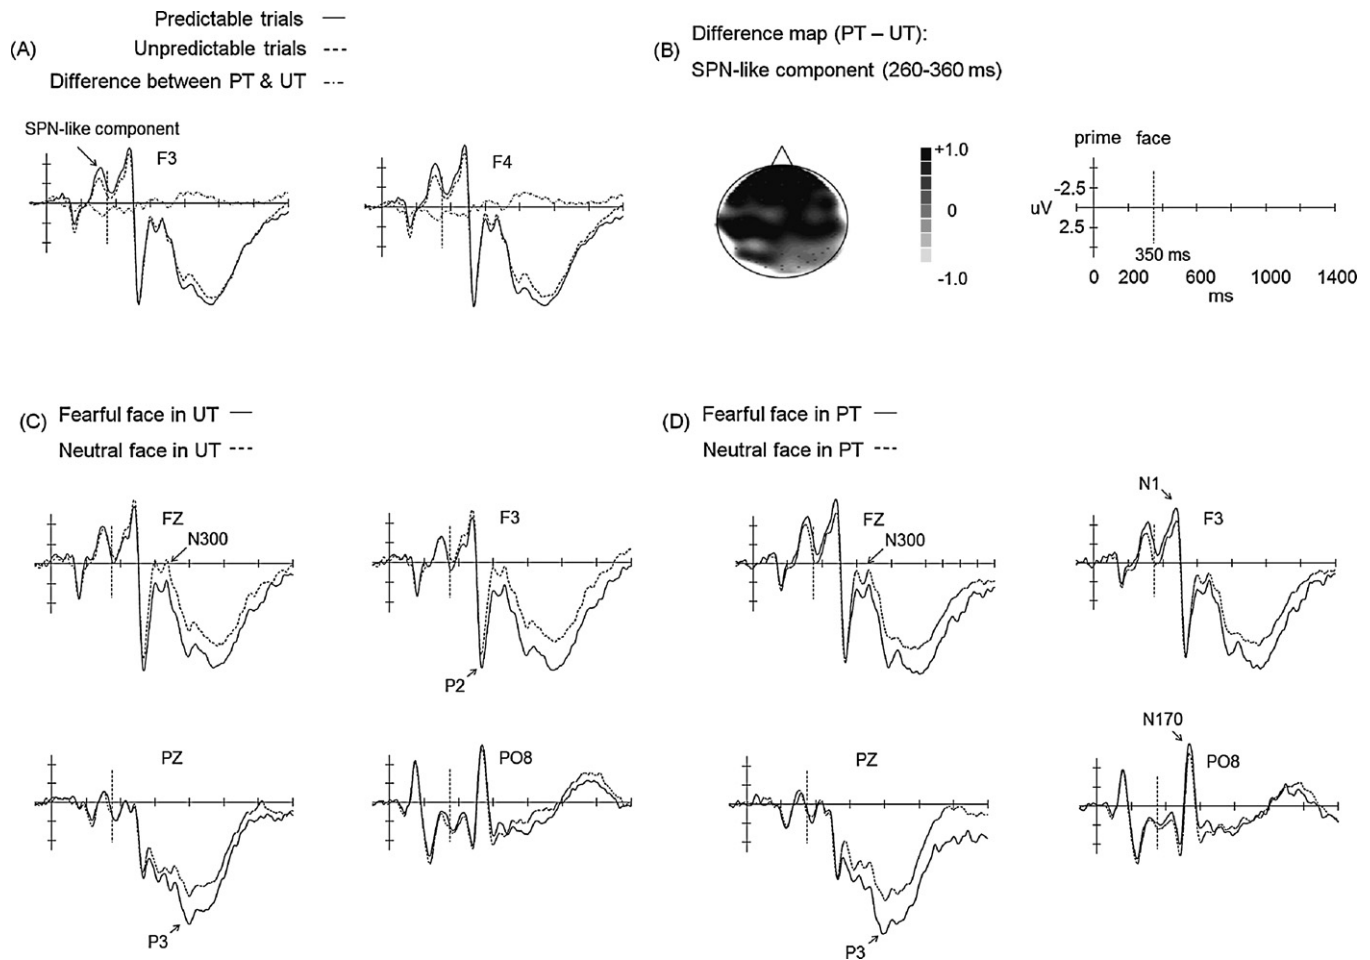 Predictable trials
(A)
Unpredictable trials
Difference between PT & UT
SPN-like component
F3
F4
(B)
Difference map (PT – UT):
SPN-like component (260-360 ms)
+1.0
0
-1.0
prime face
-2.5
uV
2.5
350 ms
0 200 600 1000 1400
ms
(C)
Fearful face in UT
Neutral face in UT
FZ
N300
F3
P2
PZ
P3
PO8
(D)
Fearful face in PT
Neutral face in PT
FZ
N300
N1
F3
PZ
P3
N170
PO8